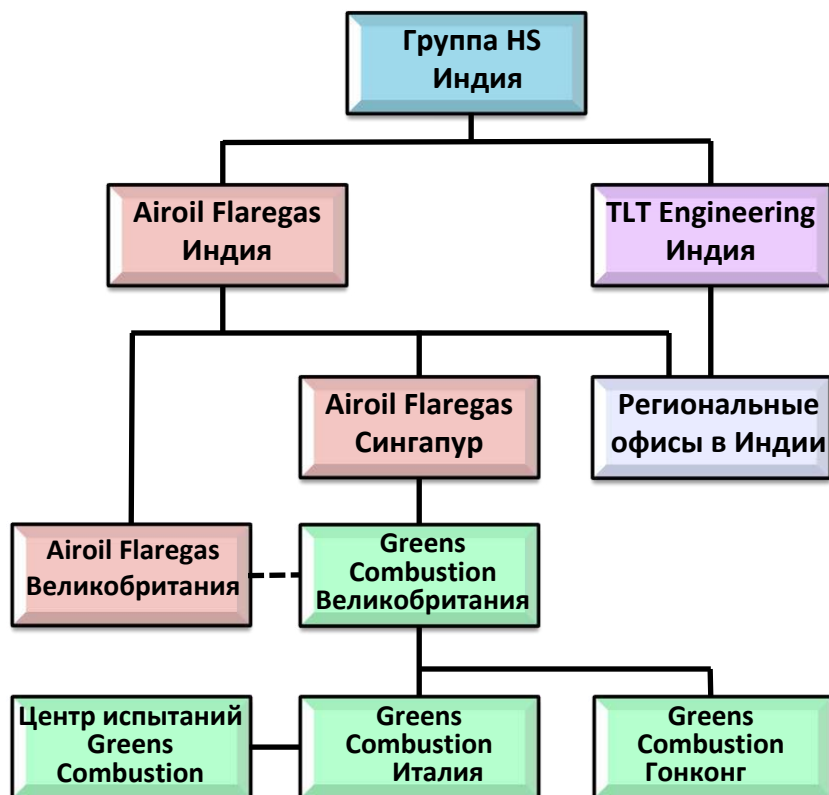 Группа HS
Индия
Airoil Flaregas
Индия
TLT Engineering
Индия
Airoil Flaregas
Сингапур
Региональные
офисы в Индии
Airoil Flaregas
Великобритания
Greens
Combustion
Великобритания
Центр испытаний
Greens
Combustion
Greens
Combustion
Италия
Greens
Combustion
Гонконг